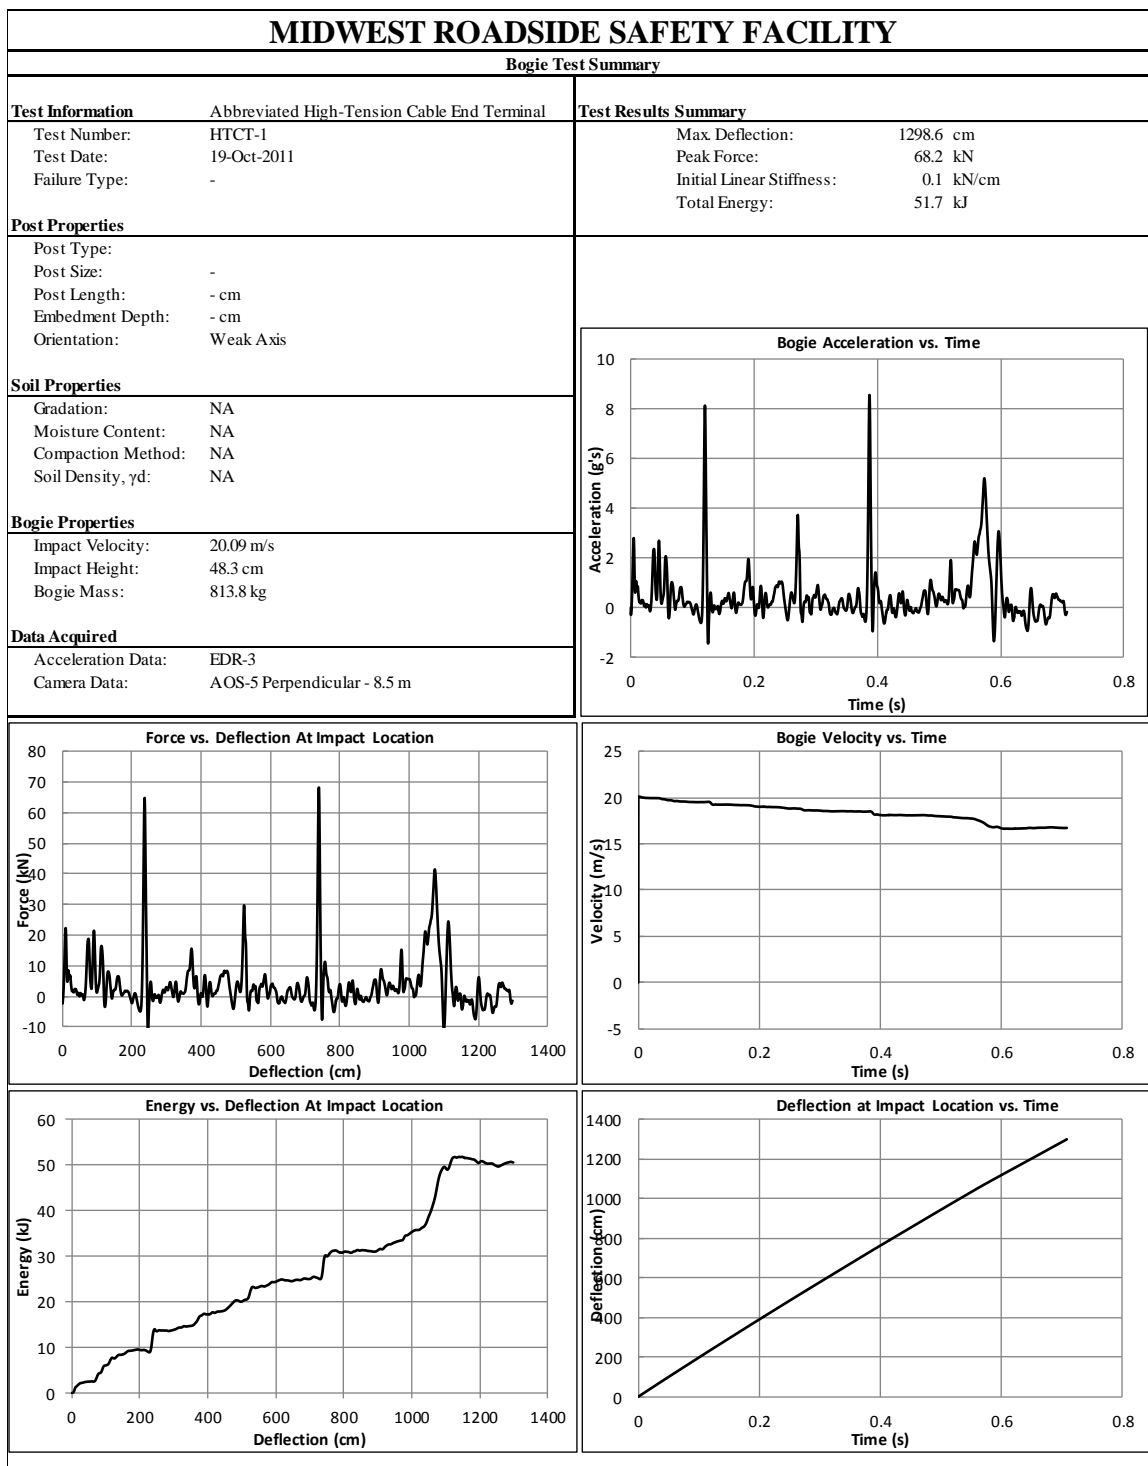 MIDWEST ROADSIDE SAFETY FACILITY
Bogie Test Summary
Test Information Abbreviated High-Tension Cable End Terminal
Test Number: HTCT-1
Test Date: 19-Oct-2011
Failure Type: -
Post Properties
Post Type:
Post Size: -
Post Length: - cm
Embedment Depth: - cm
Orientation: Weak Axis
Soil Properties
Gradation: NA
Moisture Content: NA
Compaction Method: NA
Soil Density, γd: NA
Bogie Properties
Impact Velocity: 20.09 m/s
Impact Height: 48.3 cm
Bogie Mass: 813.8 kg
Data Acquired
Acceleration Data: EDR-3
Camera Data: AOS-5 Perpendicular - 8.5 m
Test Results Summary
Max. Deflection: 1298.6 cm
Peak Force: 68.2 kN
Initial Linear Stiffness: 0.1 kN/cm
Total Energy: 51.7 kJ
Bogie Acceleration vs. Time
Acceleration (g's)
10
8
6
4
2
0
-2
0 0.2 0.4 0.6 0.8
Time (s)
Force vs. Deflection At Impact Location
Force (kN)
80
70
60
50
40
30
20
10
0
-10
0 200 400 600 800 1000 1200 1400
Deflection (cm)
Bogie Velocity vs. Time
Velocity (m/s)
25
20
15
10
5
0
-5
0 0.2 0.4 0.6 0.8
Time (s)
Energy vs. Deflection At Impact Location
Energy (kJ)
60
50
40
30
20
10
0
0 200 400 600 800 1000 1200 1400
Deflection (cm)
Deflection at Impact Location vs. Time
Deflection (cm)
1400
1200
1000
800
600
400
200
0
0 0.2 0.4 0.6 0.8
Time (s)